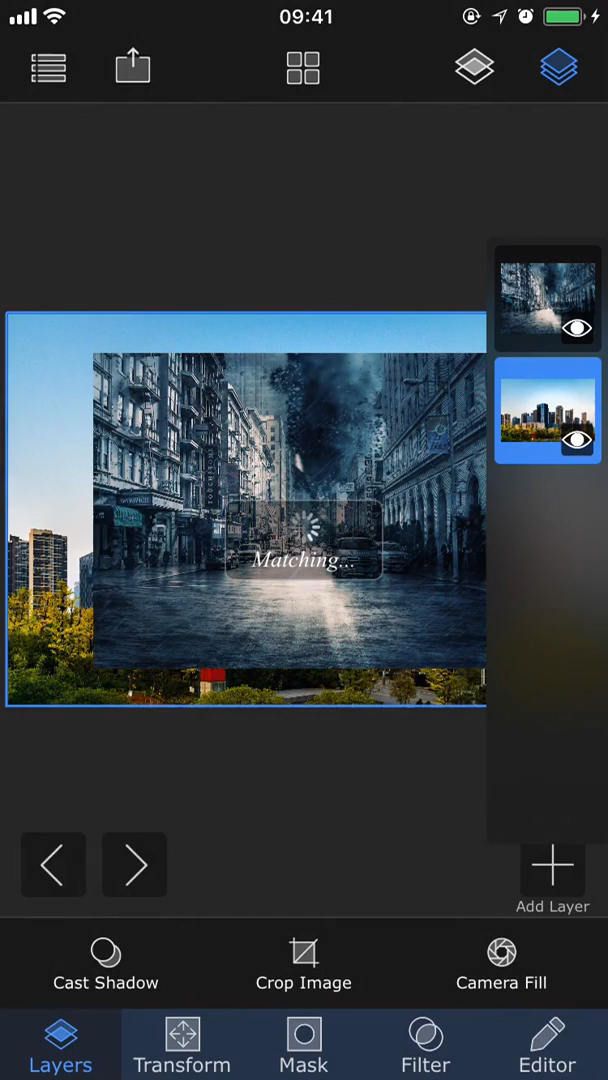 09:41
Matching...
Add Layer
Cast Shadow
Crop Image
Camera Fill
Layers
Transform
Mask
Filter
Editor